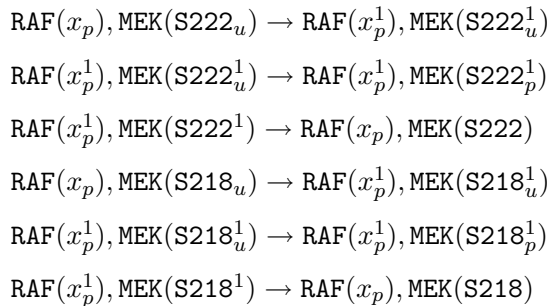 RAF(x_p), MEK(S222_u) → RAF(x_p^1), MEK(S222_u^1)
RAF(x_p^1), MEK(S222_u^1) → RAF(x_p^1), MEK(S222_p^1)
RAF(x_p^1), MEK(S222^1) → RAF(x_p), MEK(S222)
RAF(x_p), MEK(S218_u) → RAF(x_p^1), MEK(S218_u^1)
RAF(x_p^1), MEK(S218_u^1) → RAF(x_p^1), MEK(S218_p^1)
RAF(x_p^1), MEK(S218^1) → RAF(x_p), MEK(S218)